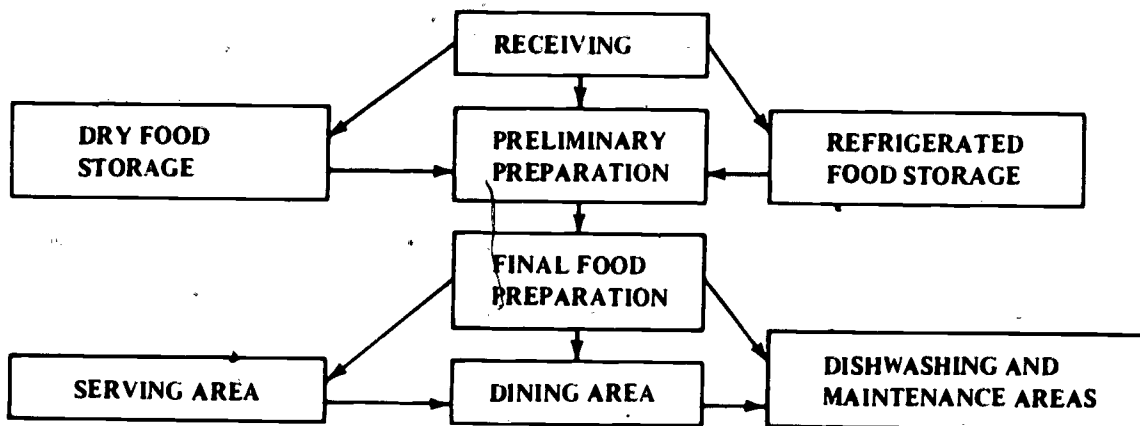 RECEIVING
DRY FOOD
STORAGE
PRELIMINARY
PREPARATION
REFRIGERATED
FOOD STORAGE
FINAL FOOD
PREPARATION
SERVING AREA
DINING AREA
DISHWASHING AND
MAINTENANCE AREAS